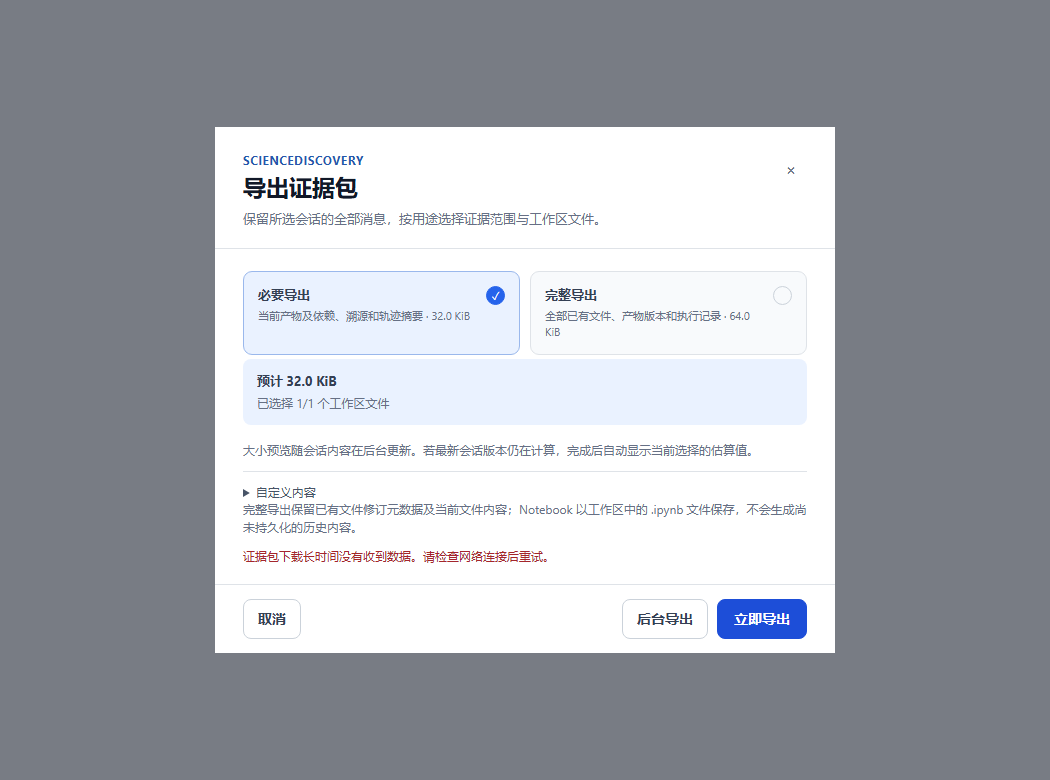 SCIENCEDISCOVERY
导出证据包
×
保留所选会话的全部消息，按用途选择证据范围与工作区文件。
必要导出
✓
当前产物及依赖、溯源和轨迹摘要 · 32.0 KiB
完整导出
全部已有文件、产物版本和执行记录 · 64.0
KiB
预计 32.0 KiB
已选择 1/1 个工作区文件
大小预览随会话内容在后台更新。若最新会话版本仍在计算，完成后自动显示当前选择的估算值。
▶ 自定义内容
完整导出保留已有文件修订元数据及当前文件内容；Notebook 以工作区中的 .ipynb 文件保存，不会生成尚
未持久化的历史内容。
证据包下载长时间没有收到数据。请检查网络连接后重试。
取消
后台导出
立即导出